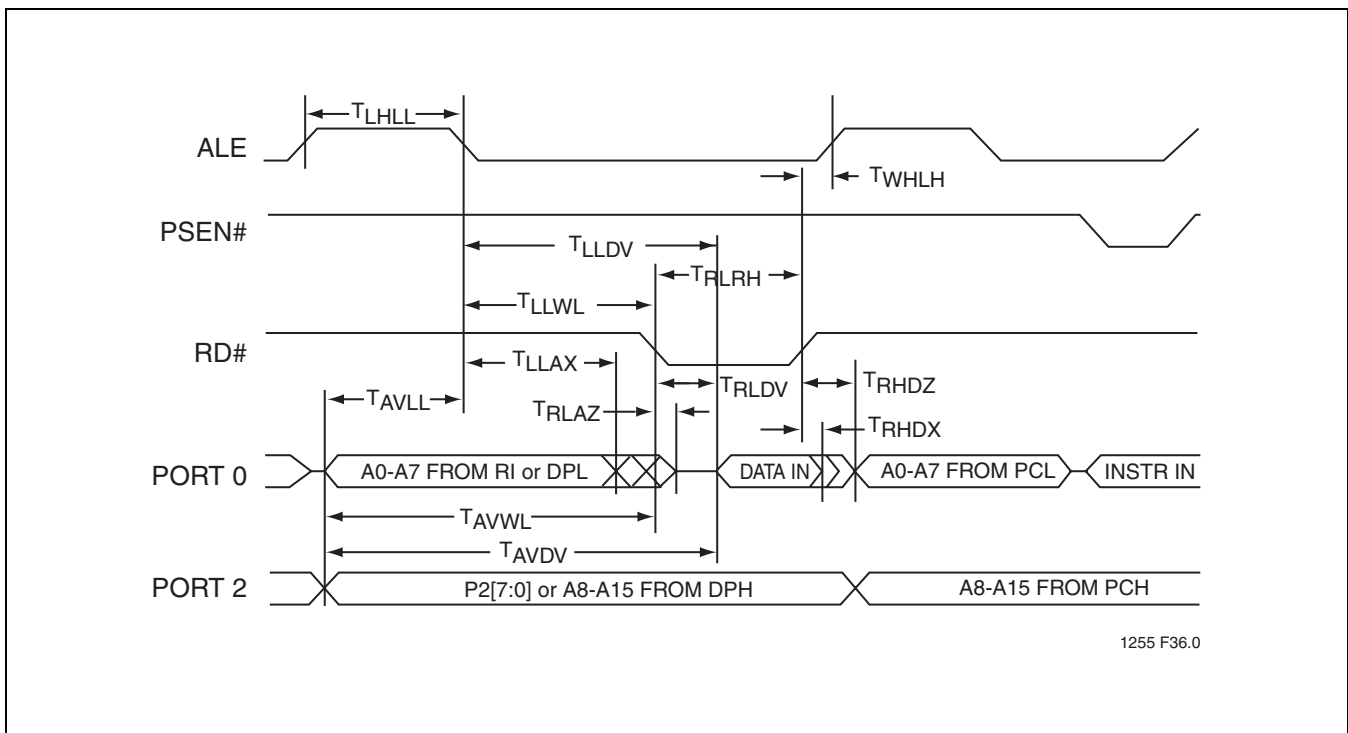 TLHLL
ALE
TWHLH
PSEN#
TLLDV
TRLRH
TLLWL
RD#
TLLAX
TAVLL
TRLAZ
TRLDV
TRHDZ
TRHDX
PORT 0
A0-A7 FROM RI or DPL
DATA IN
A0-A7 FROM PCL
INSTR IN
TAVWL
TAVDV
PORT 2
P2[7:0] or A8-A15 FROM DPH
A8-A15 FROM PCH
1255 F36.0